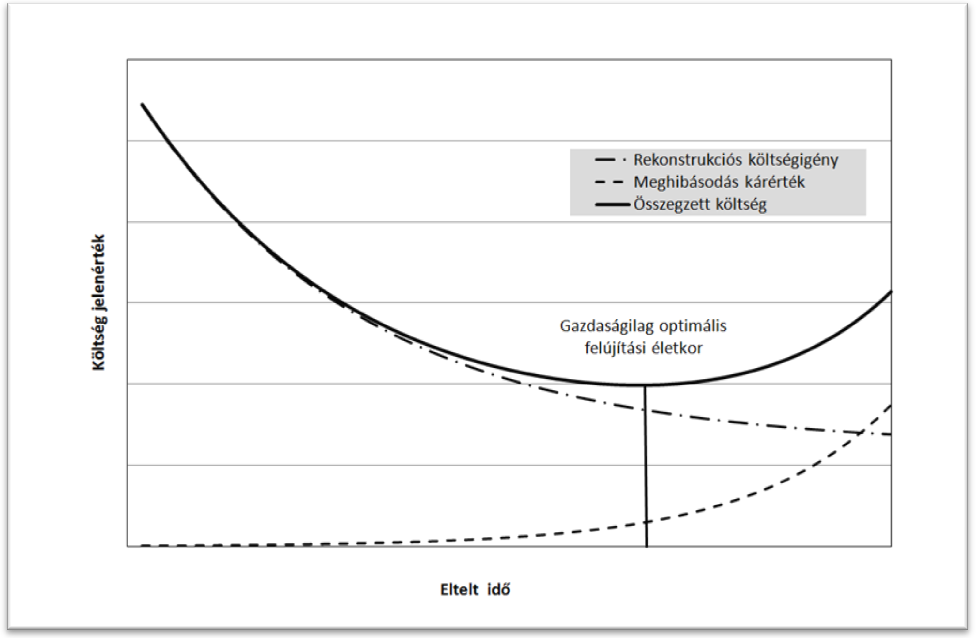 Rekonstrukciós költségigény
Meghibásodás kárérték
Összegzett költség
Költség jelenérték
Gazdaságilag optimális
felújítási életkor
Eltelt idő